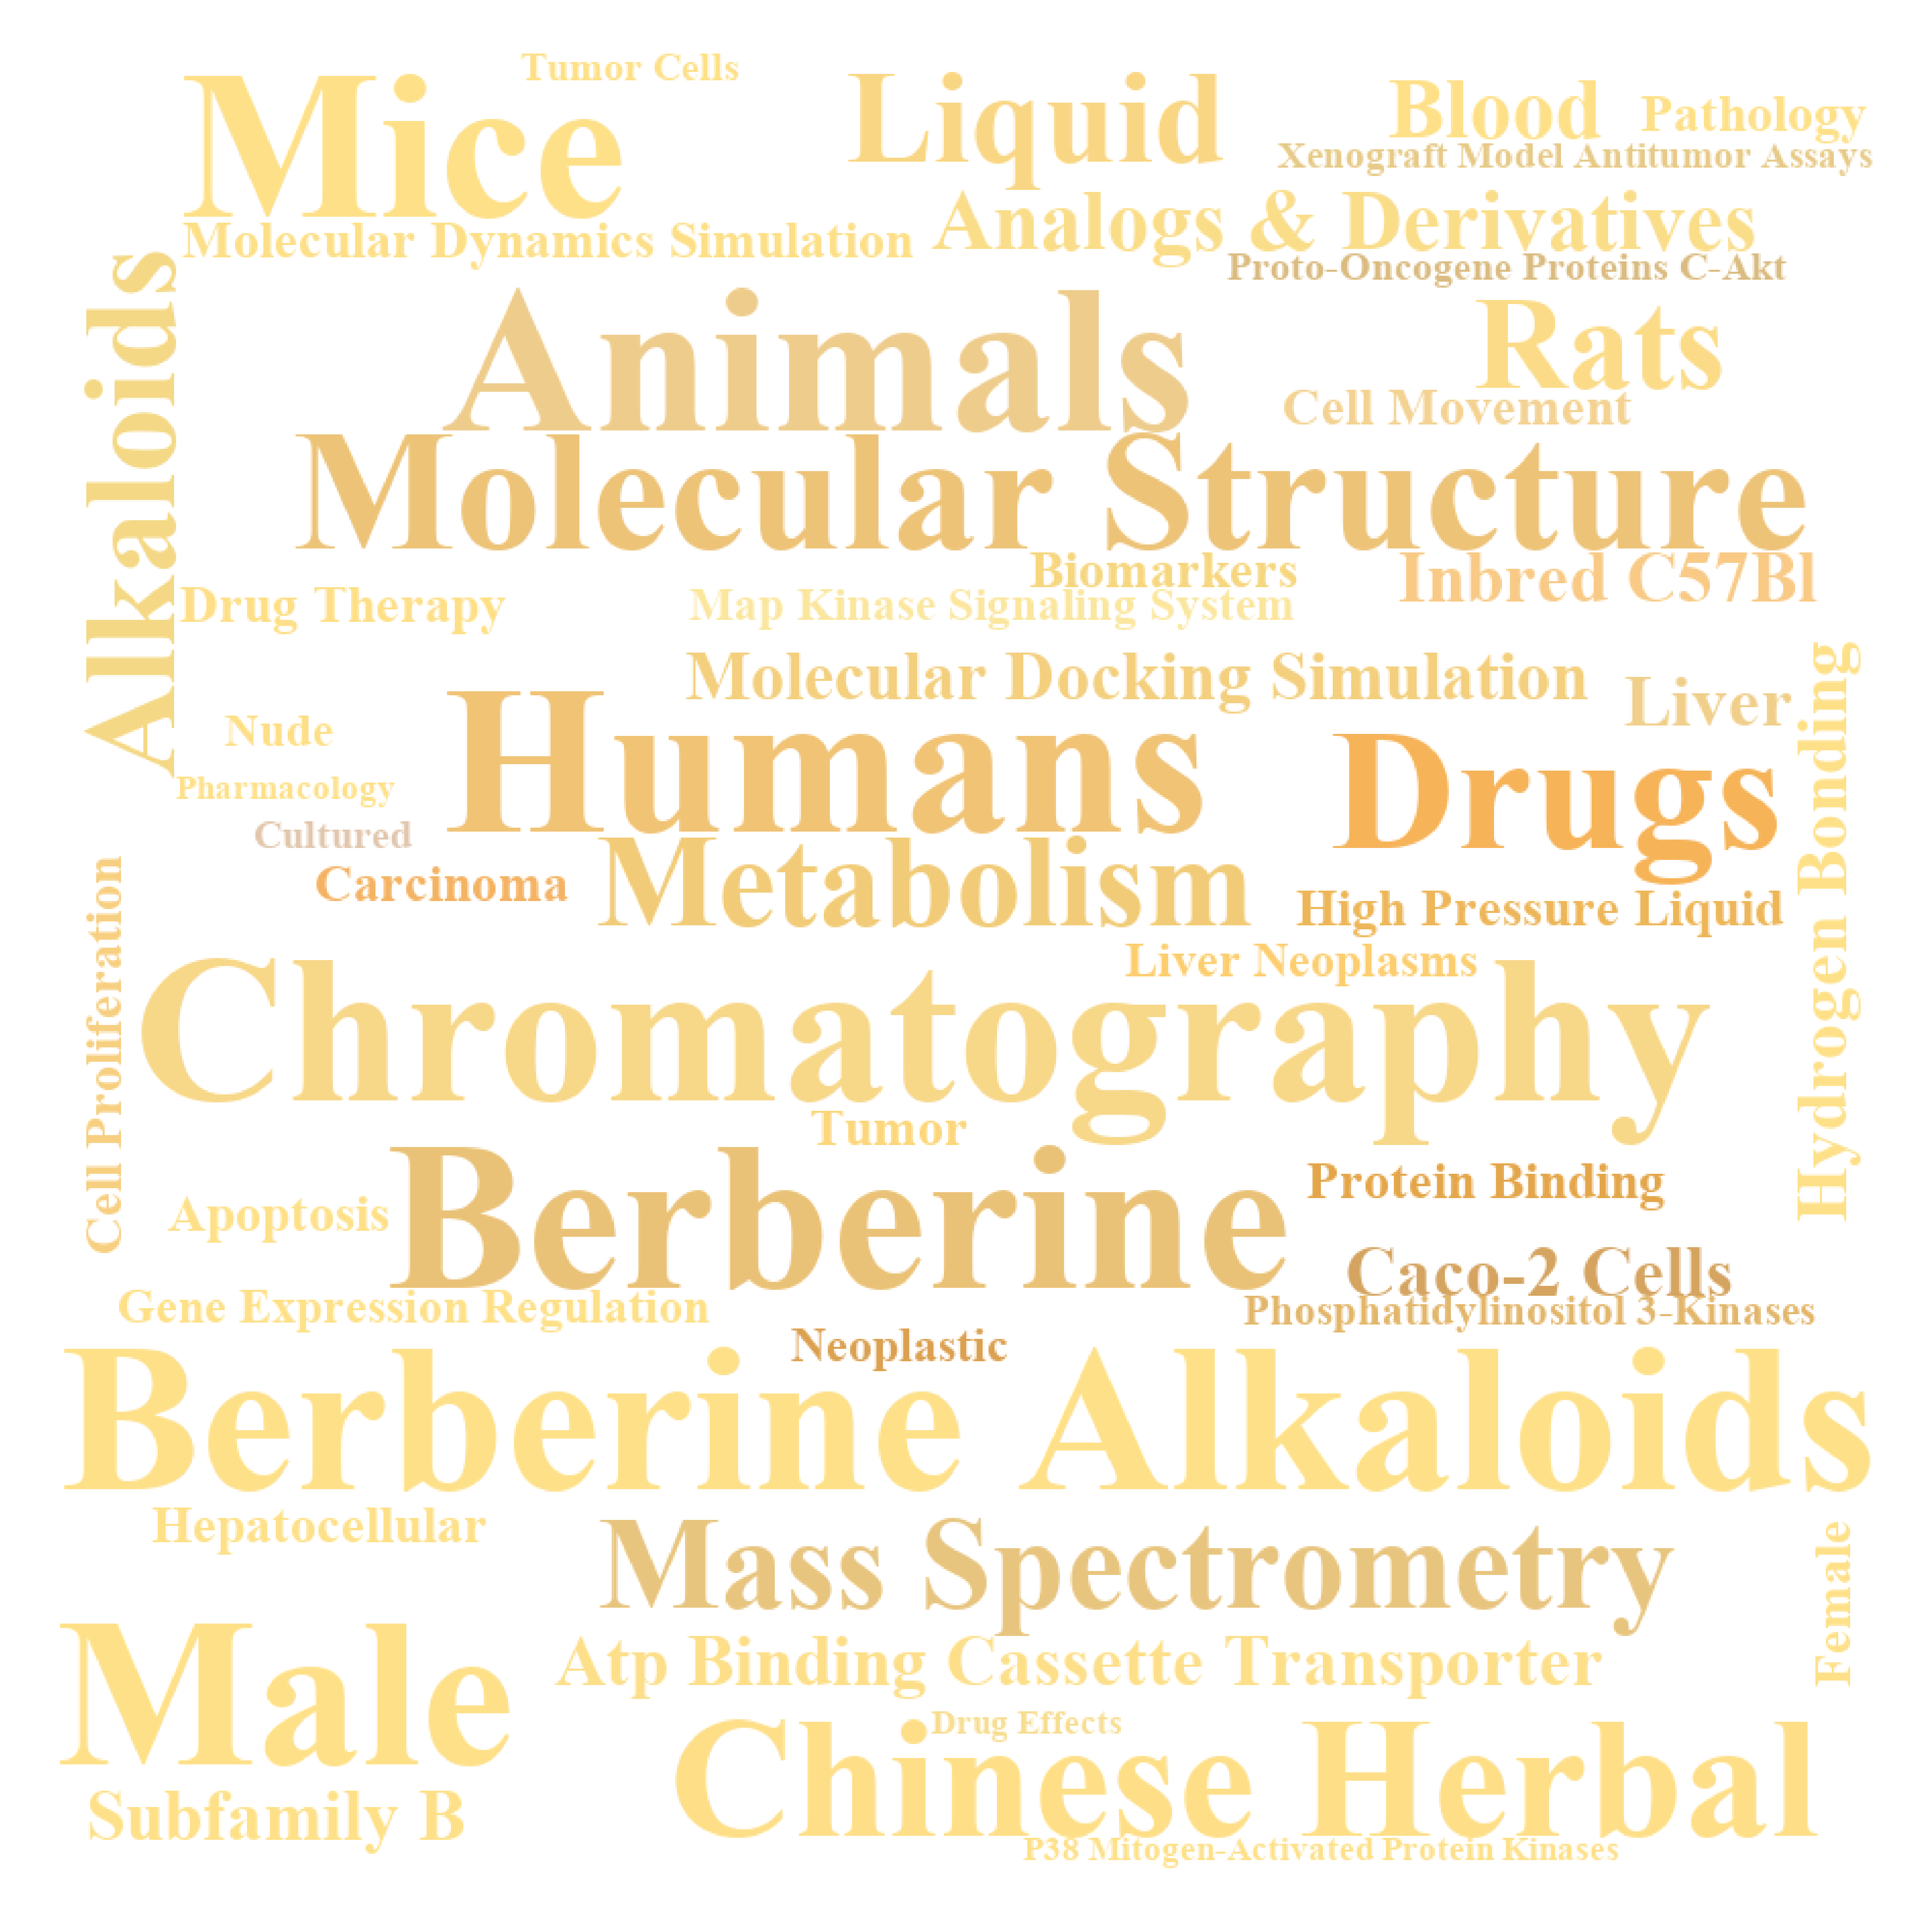 Tumor Cells
Mice
Liquid
Blood
Pathology
Xenograft Model Antitumor Assays
Molecular Dynamics Simulation
Analogs & Derivatives
Proto-Oncogene Proteins C-Akt
Alkaloids
Animals
Rats
Cell Movement
Molecular Structure
Biomarkers
Inbred C57Bl
Drug Therapy
Map Kinase Signaling System
Molecular Docking Simulation
Liver
Hydrogen Bonding
Nude
Humans
Drugs
Pharmacology
Cultured
Carcinoma
Metabolism
High Pressure Liquid
Cell Proliferation
Liver Neoplasms
Chromatography
Tumor
Berberine
Protein Binding
Apoptosis
Caco-2 Cells
Gene Expression Regulation
Phosphatidylinositol 3-Kinases
Neoplastic
Berberine Alkaloids
Hepatocellular
Mass Spectrometry
Female
Male
Atp Binding Cassette Transporter
Drug Effects
Chinese Herbal
Subfamily B
P38 Mitogen-Activated Protein Kinases